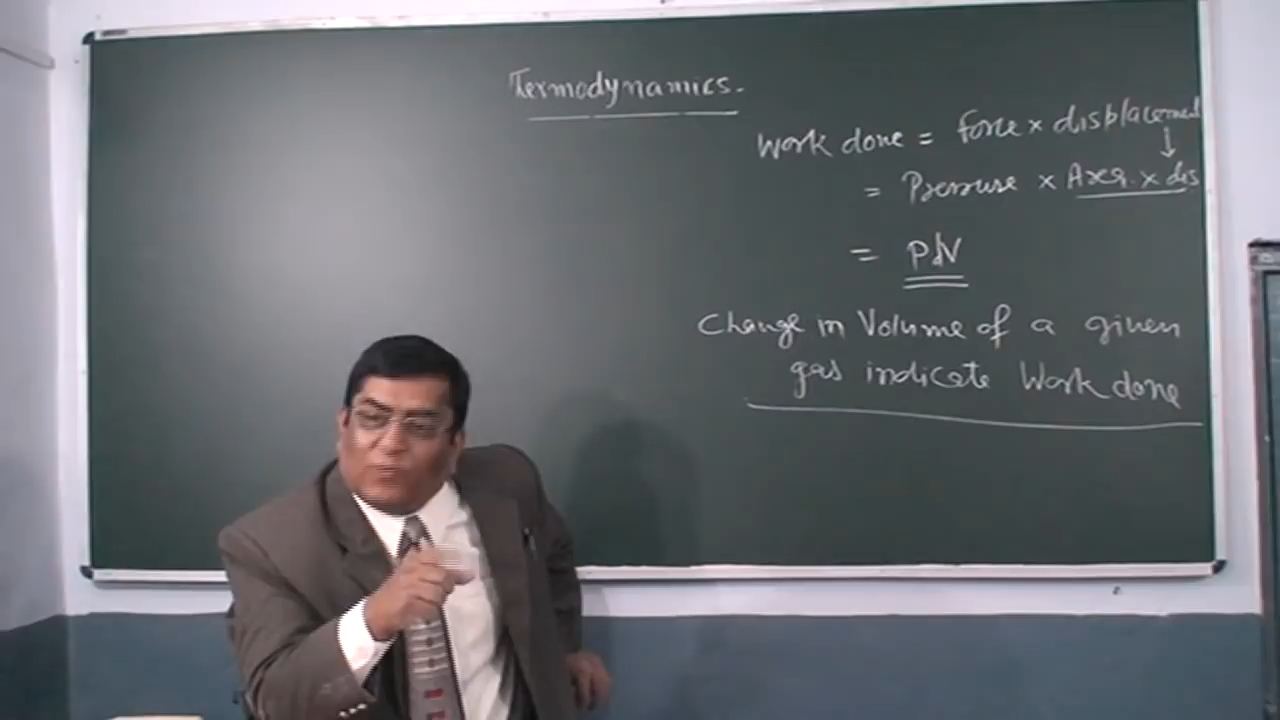 Termodynamics.
Work done = force × displacement
↓
= Pressure × Area × dis
= PdV
Change in Volume of a given
gas indicate Work done